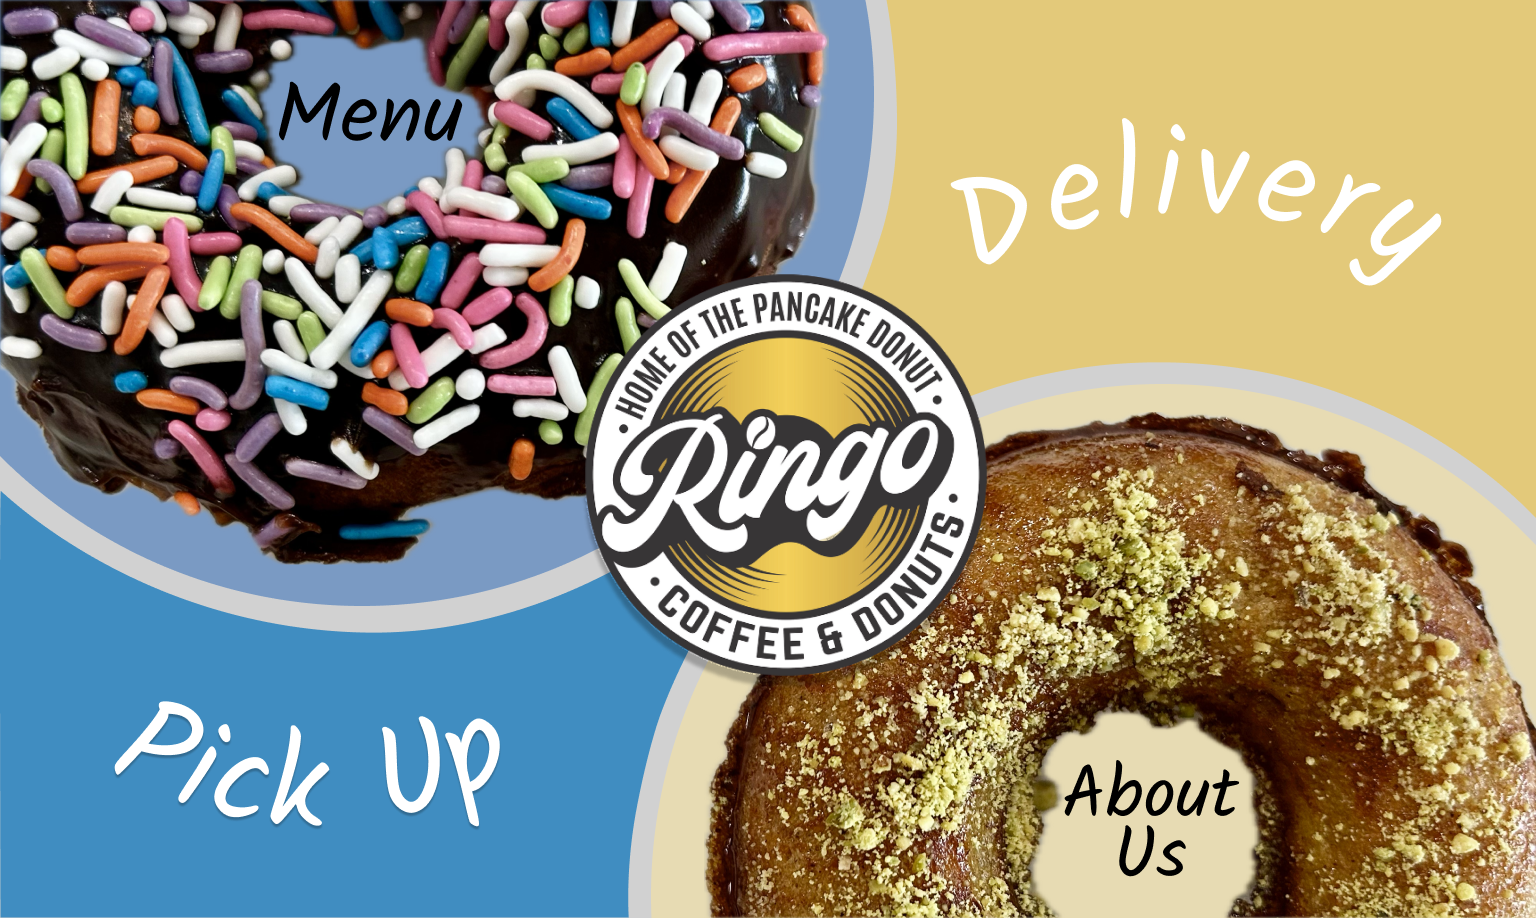 Menu
Delivery
HOME OF THE PANCAKE DONUT
Ringo
COFFEE & DONUTS
Pick Up
About
Us